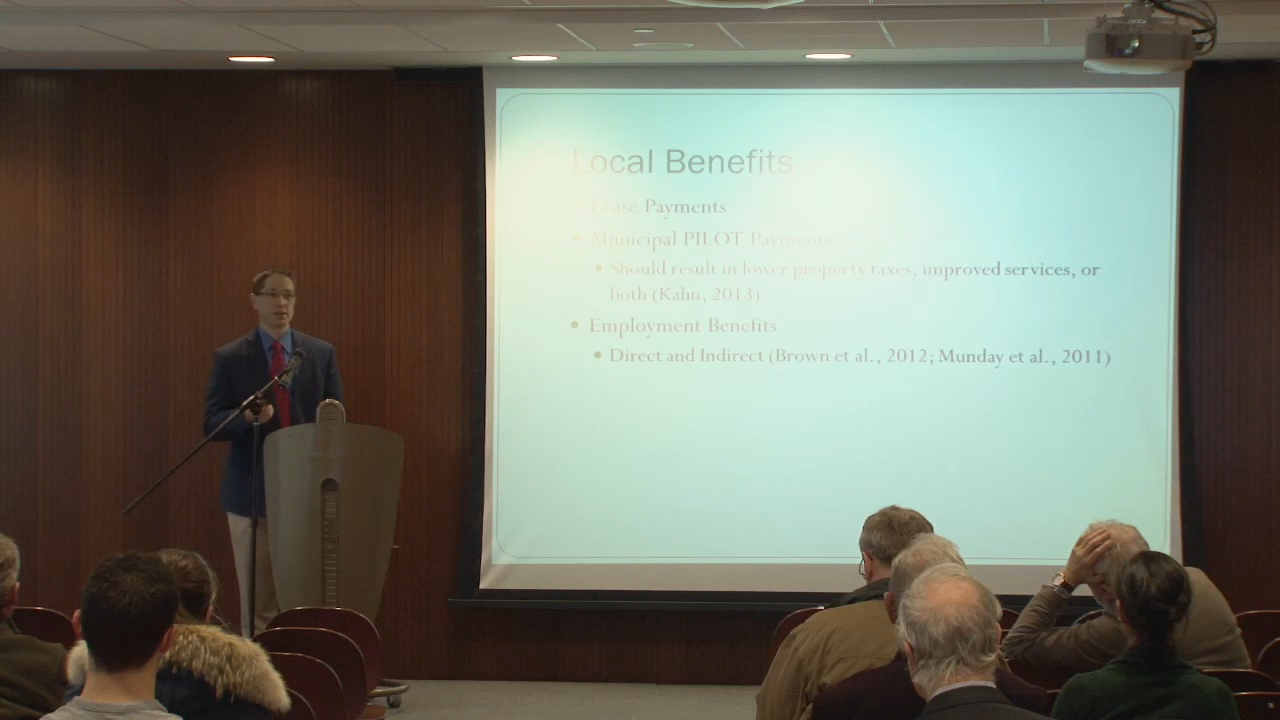 Local Benefits
Lease Payments
Municipal PILOT Payments
Should result in lower property taxes, improved services, or
both (Kahn, 2013)
Employment Benefits
Direct and Indirect (Brown et al., 2012; Munday et al., 2011)